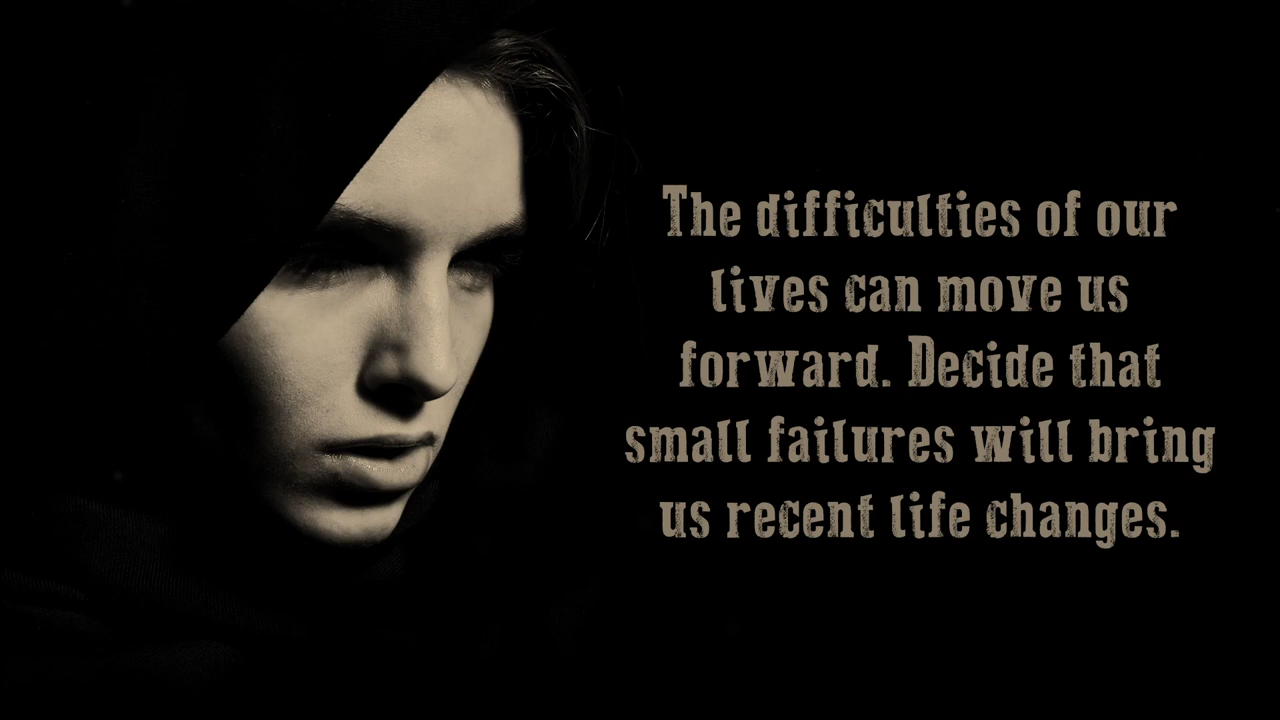 The difficulties of our
lives can move us
forward. Decide that
small failures will bring
us recent life changes.